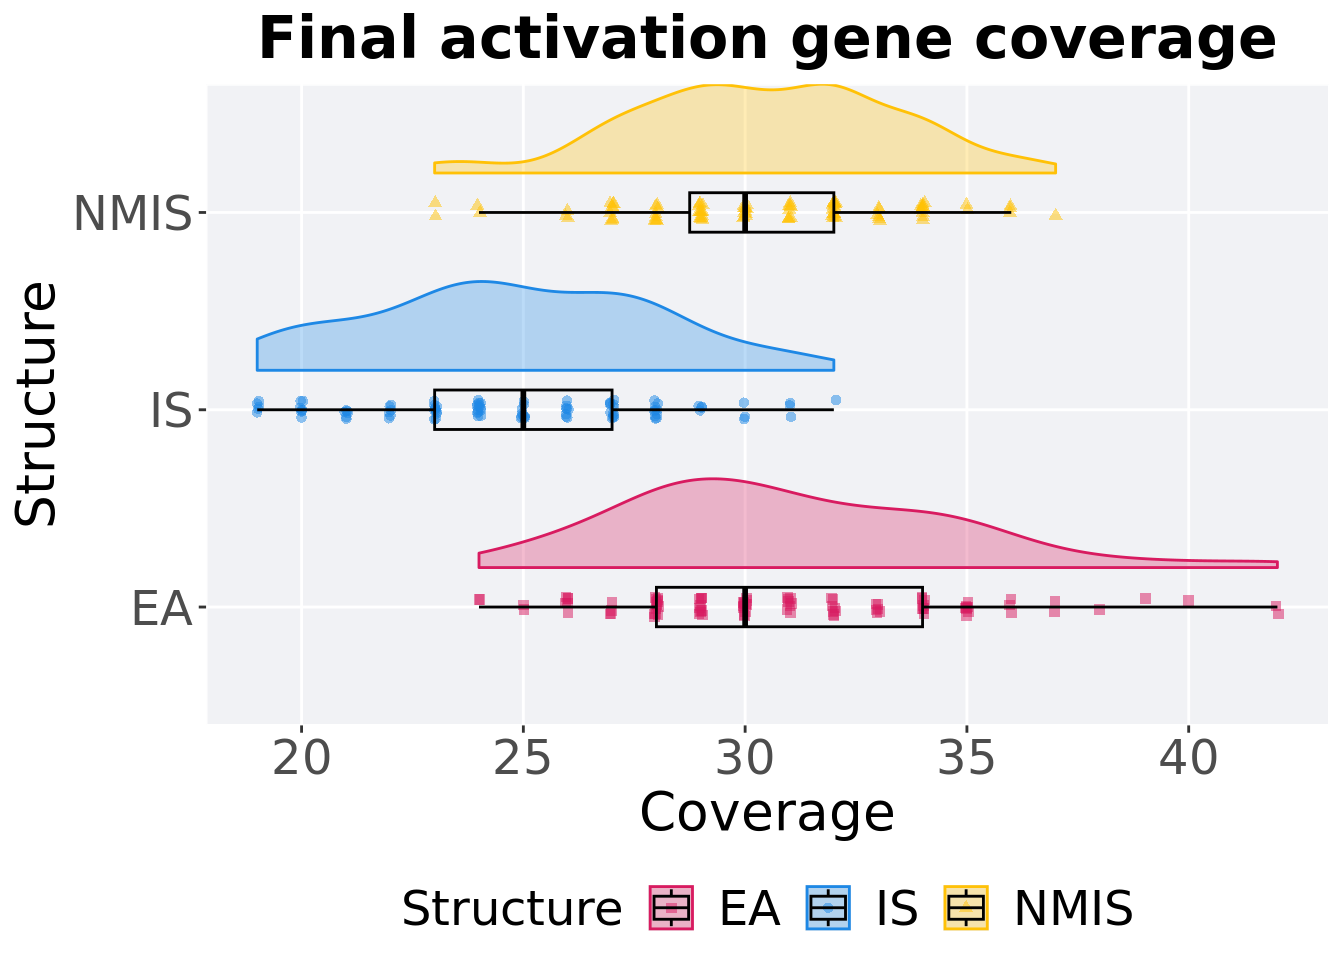 Final activation gene coverage
Structure
NMIS
IS
EA
20 25 30 35 40
Coverage
Structure EA IS NMIS